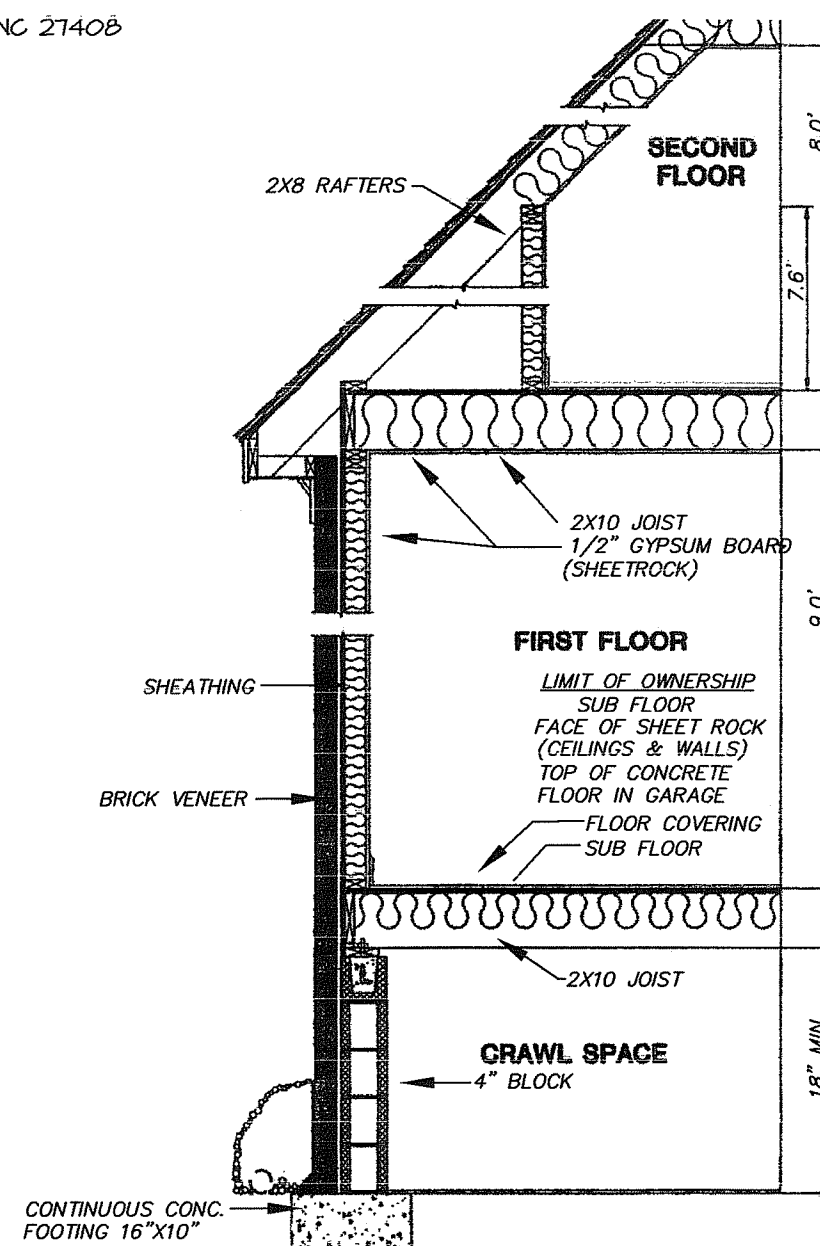 NC 27408
8.0'
SECOND
FLOOR
2X8 RAFTERS
7.6'
2X10 JOIST
1/2" GYPSUM BOARD
(SHEETROCK)
9.0'
FIRST FLOOR
LIMIT OF OWNERSHIP
SUB FLOOR
FACE OF SHEET ROCK
(CEILINGS & WALLS)
TOP OF CONCRETE
FLOOR IN GARAGE
SHEATHING
BRICK VENEER
FLOOR COVERING
SUB FLOOR
2X10 JOIST
18" MIN
CRAWL SPACE
4" BLOCK
CONTINUOUS CONC.
FOOTING 16"X10"